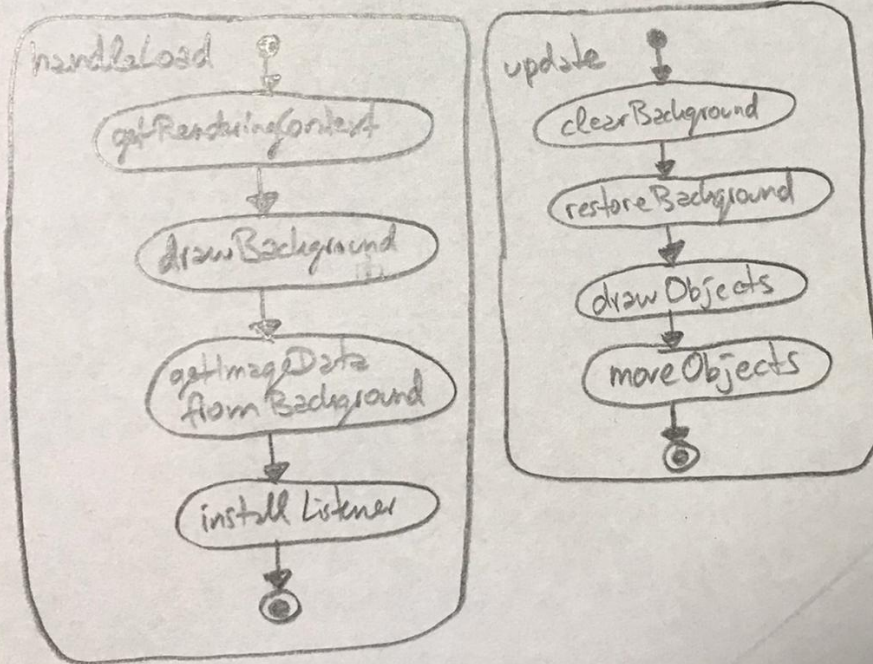 handleLoad
getRenderingContext
drawBackground
getImageData
from Background
install Listener
update
clearBackground
restoreBackground
drawObjects
moveObjects